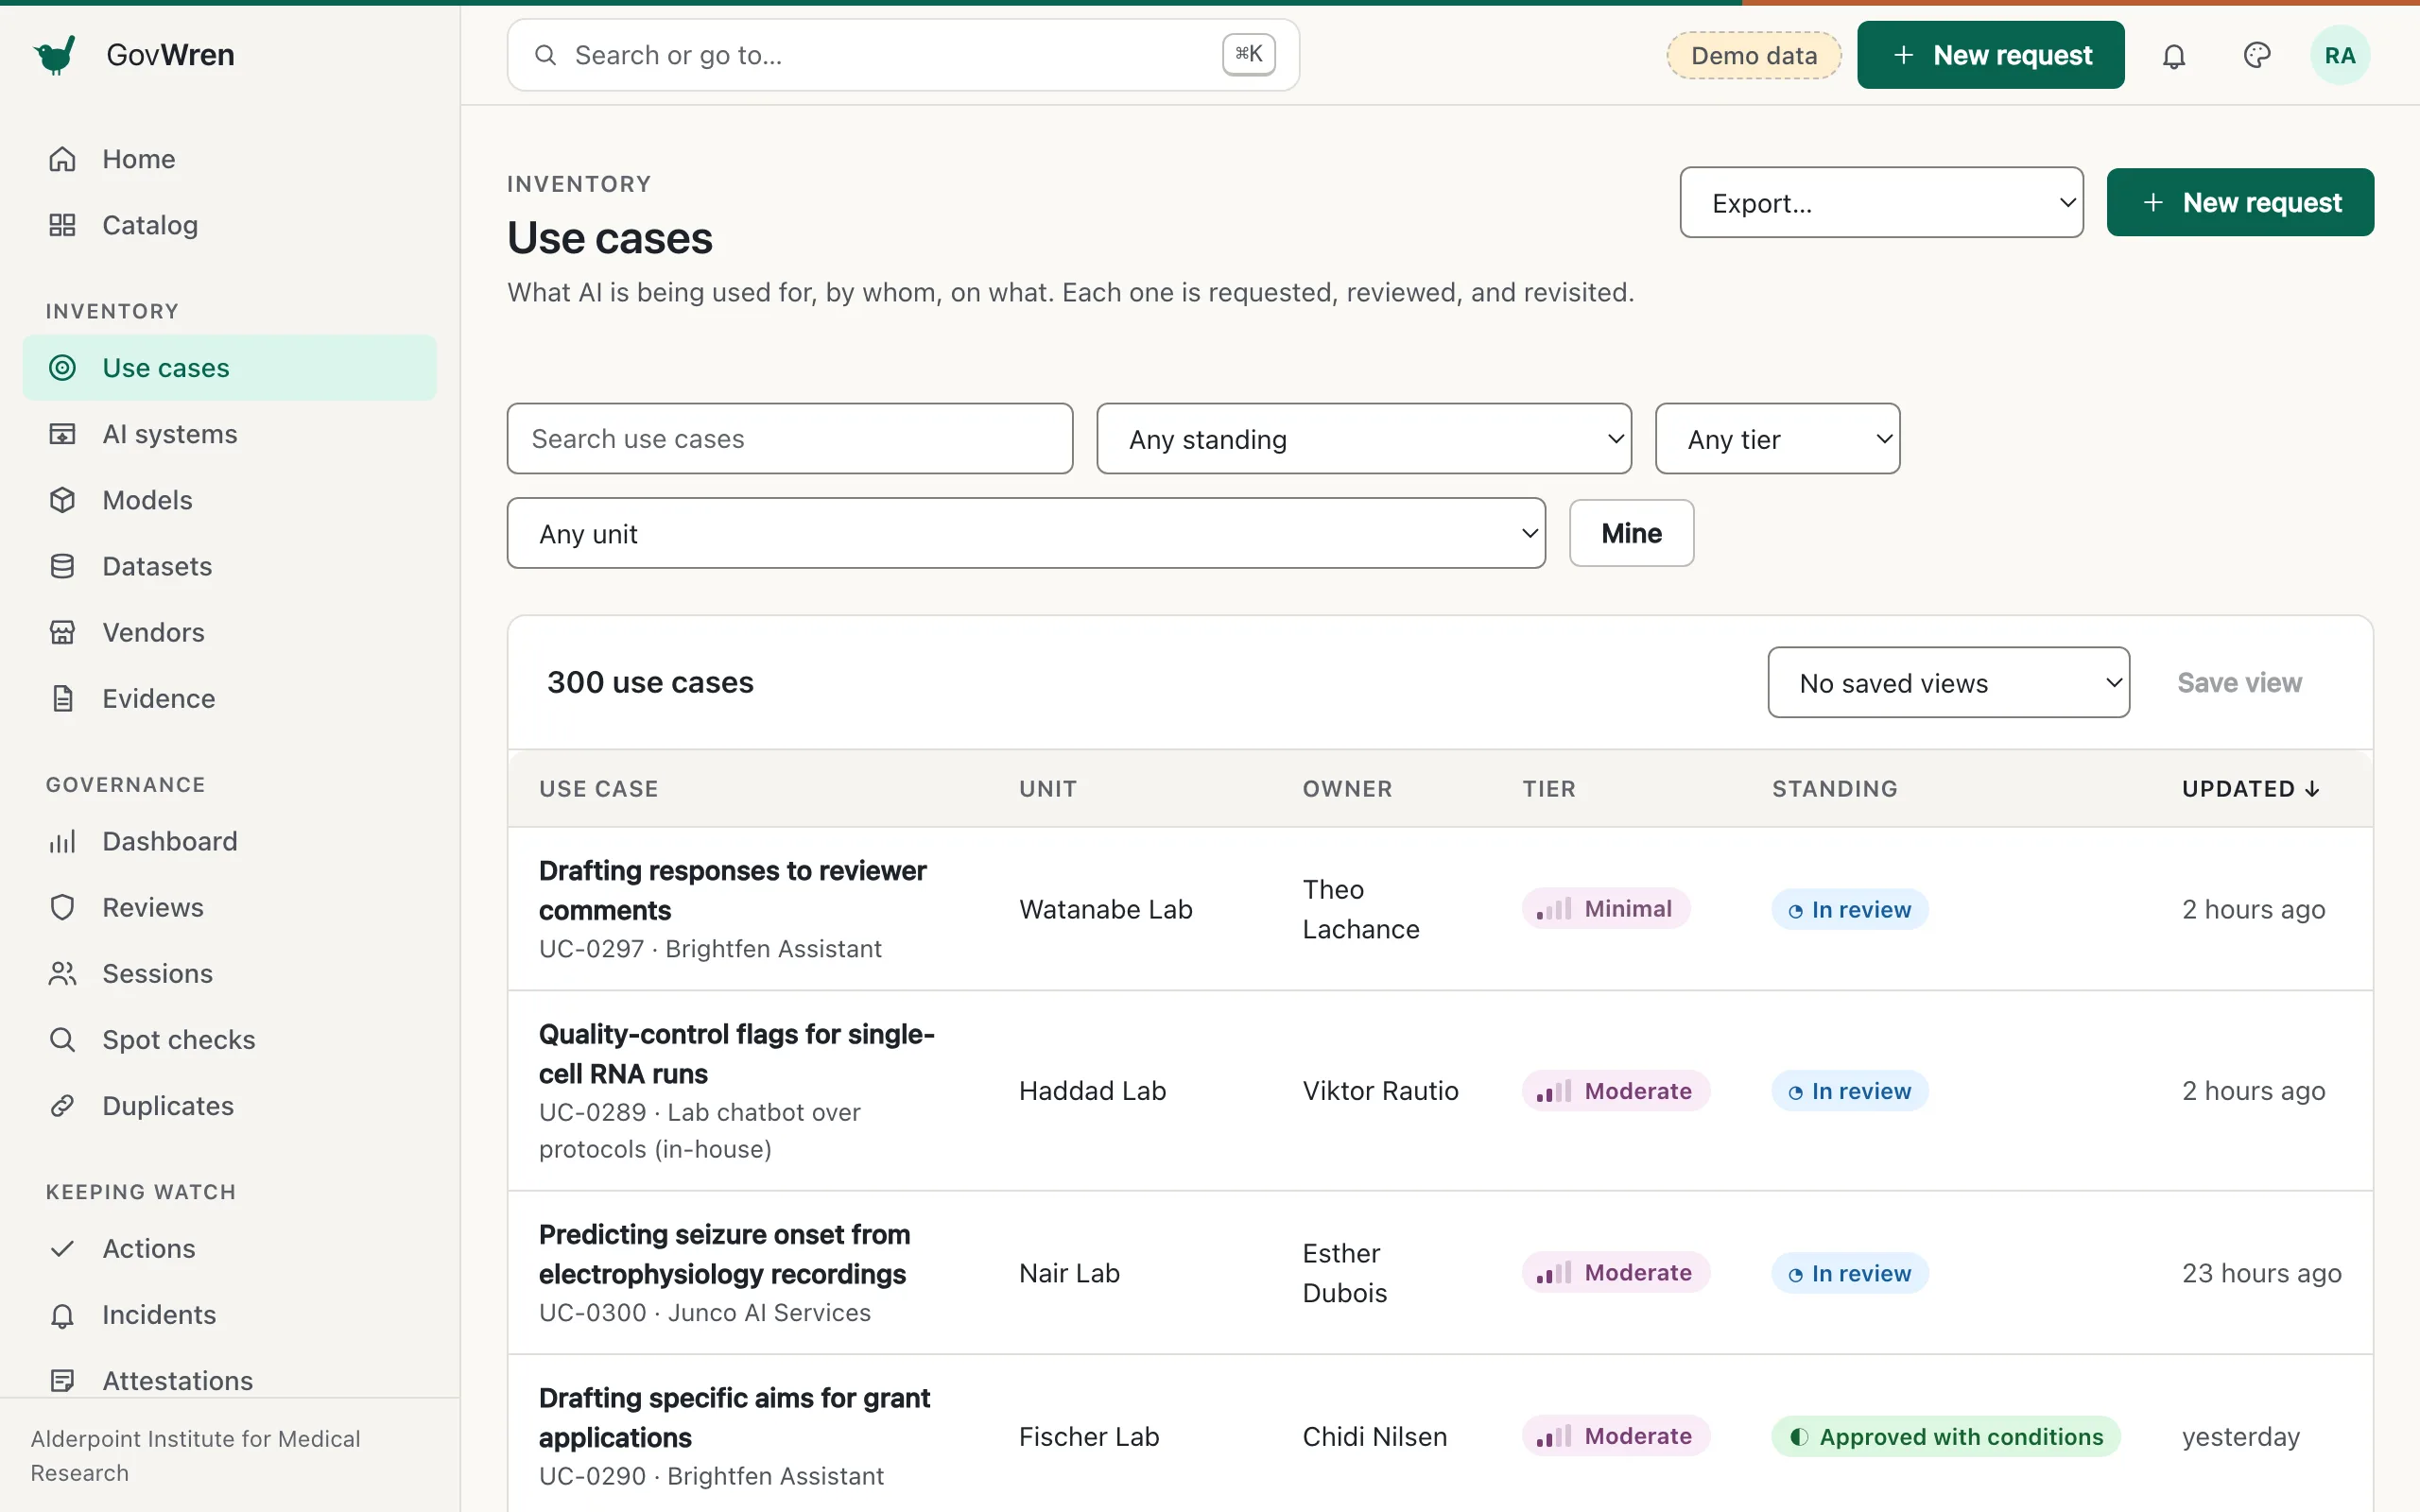 GovWren
Search or go to...
⌘K
Demo data
+ New request
RA
Home
Catalog
INVENTORY
Use cases
AI systems
Models
Datasets
Vendors
Evidence
GOVERNANCE
Dashboard
Reviews
Sessions
Spot checks
Duplicates
KEEPING WATCH
Actions
Incidents
Attestations
Alderpoint Institute for Medical
Research
INVENTORY
Use cases
What AI is being used for, by whom, on what. Each one is requested, reviewed, and revisited.
Export...
+ New request
Search use cases
Any standing
Any tier
Any unit
Mine
300 use cases
No saved views
Save view
USE CASE UNIT OWNER TIER STANDING UPDATED ↓
Drafting responses to reviewer
comments
UC-0297 · Brightfen Assistant
Watanabe Lab
Theo
Lachance
Minimal
In review
2 hours ago
Quality-control flags for single-
cell RNA runs
UC-0289 · Lab chatbot over
protocols (in-house)
Haddad Lab
Viktor Rautio
Moderate
In review
2 hours ago
Predicting seizure onset from
electrophysiology recordings
UC-0300 · Junco AI Services
Nair Lab
Esther
Dubois
Moderate
In review
23 hours ago
Drafting specific aims for grant
applications
UC-0290 · Brightfen Assistant
Fischer Lab
Chidi Nilsen
Moderate
Approved with conditions
yesterday